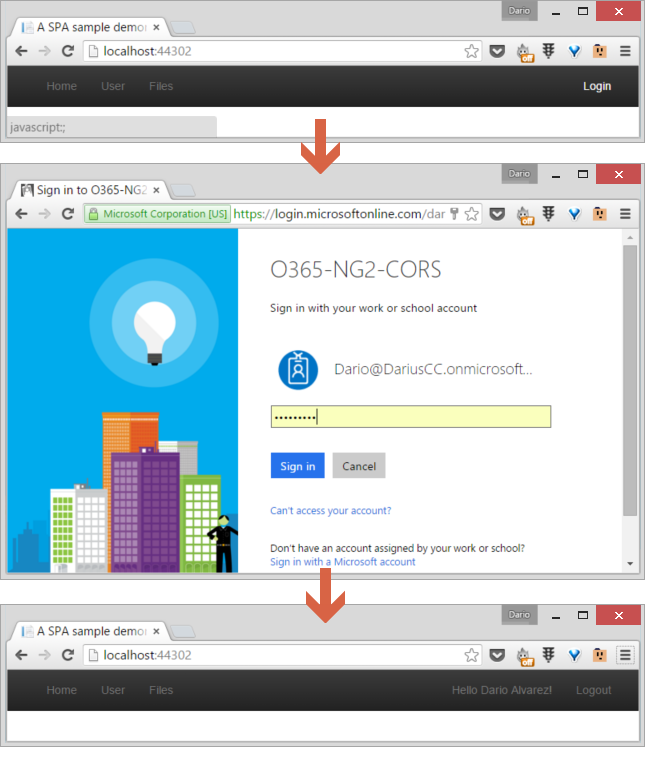 Dario
A SPA sample demor
localhost:44302
off
Home User Files Login
javascript:;
Dario
Sign in to O365-NG2
Microsoft Corporation [US] https://login.microsoftonline.com/dar
off
O365-NG2-CORS
Sign in with your work or school account
Dario@DariusCC.onmicrosoft...
•••••••••
Sign in Cancel
Can't access your account?
Don't have an account assigned by your work or school?
Sign in with a Microsoft account
Dario
A SPA sample demor
localhost:44302
off
Home User Files Hello Dario Alvarez! Logout